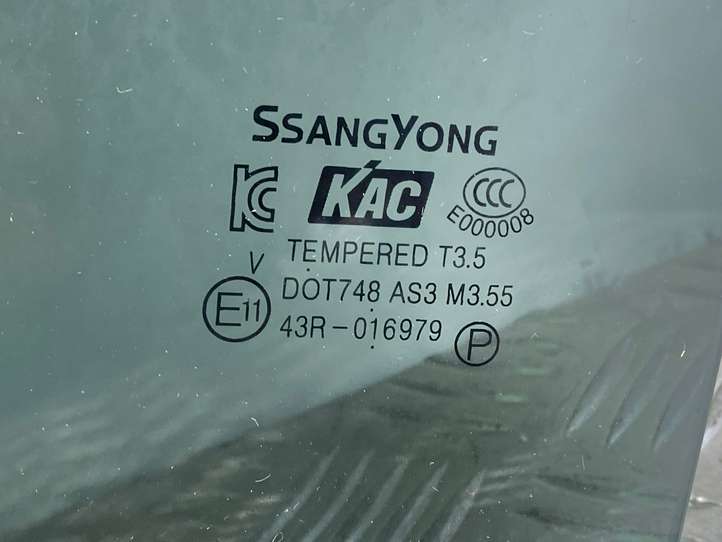 SSANGYONG
KC KAC CCC
E000008
V TEMPERED T3.5
E11 DOT748 AS3 M3.55
43R-016979 P